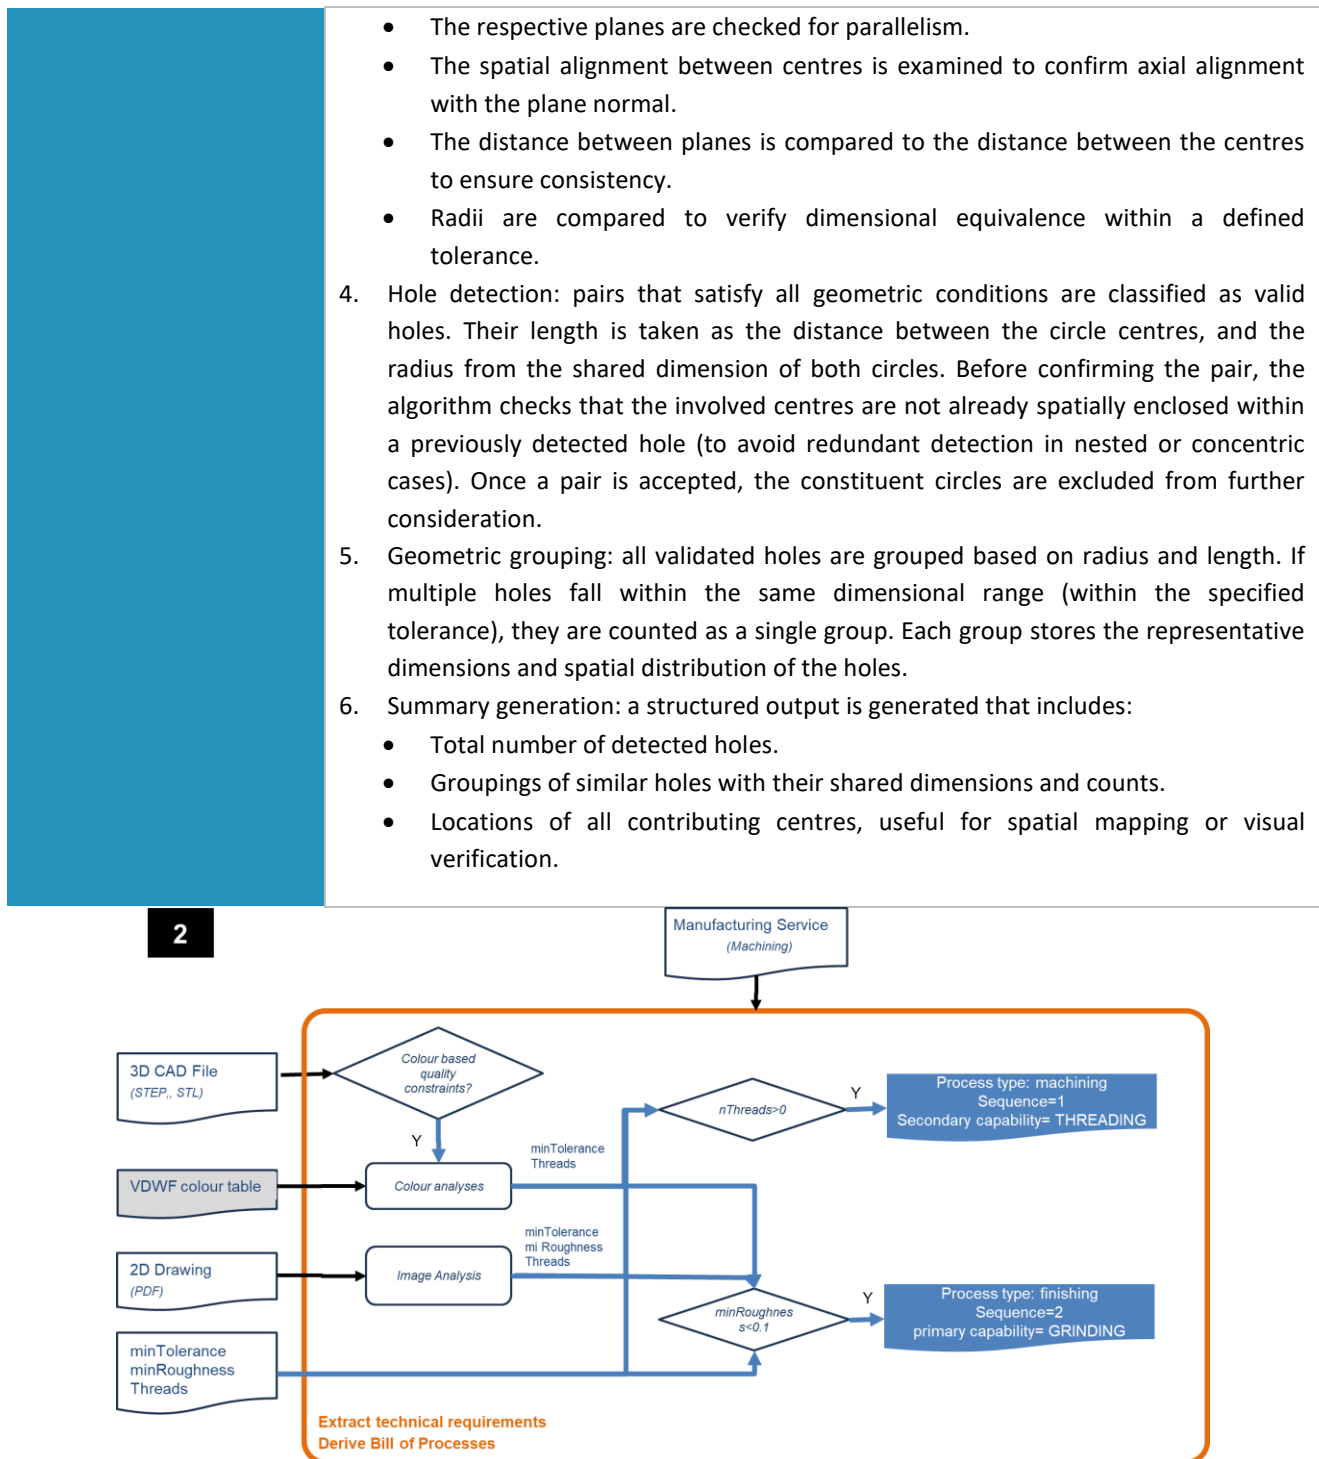 • The respective planes are checked for parallelism.
• The spatial alignment between centres is examined to confirm axial alignment
with the plane normal.
• The distance between planes is compared to the distance between the centres
to ensure consistency.
• Radii are compared to verify dimensional equivalence within a defined
tolerance.
4. Hole detection: pairs that satisfy all geometric conditions are classified as valid
holes. Their length is taken as the distance between the circle centres, and the
radius from the shared dimension of both circles. Before confirming the pair, the
algorithm checks that the involved centres are not already spatially enclosed within
a previously detected hole (to avoid redundant detection in nested or concentric
cases). Once a pair is accepted, the constituent circles are excluded from further
consideration.
5. Geometric grouping: all validated holes are grouped based on radius and length. If
multiple holes fall within the same dimensional range (within the specified
tolerance), they are counted as a single group. Each group stores the representative
dimensions and spatial distribution of the holes.
6. Summary generation: a structured output is generated that includes:
• Total number of detected holes.
• Groupings of similar holes with their shared dimensions and counts.
• Locations of all contributing centres, useful for spatial mapping or visual
verification.
2
Manufacturing Service
(Machining)
3D CAD File
(STEP,, STL)
Colour based
quality
constraints?
Y
nThreads>0
Y
Process type: machining
Sequence=1
Secondary capability= THREADING
VDWF colour table
Colour analyses
minTolerance
Threads
2D Drawing
(PDF)
Image Analysis
minTolerance
mi Roughness
Threads
minRoughnes
s<0.1
Y
Process type: finishing
Sequence=2
primary capability= GRINDING
minTolerance
minRoughness
Threads
Extract technical requirements
Derive Bill of Processes